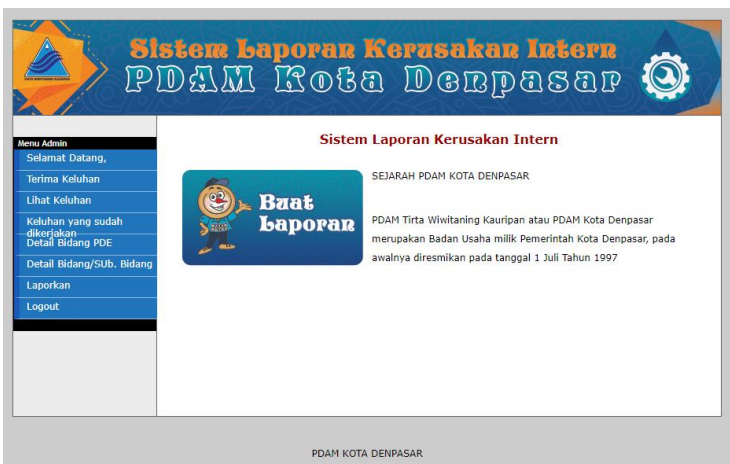 Sistem Laporan Kerusakan Intern
PDAM Kota Denpasar
Menu Admin
Selamat Datang,
Terima Keluhan
Lihat Keluhan
Keluhan yang sudah
dikerjakan
Detail Bidang PDE
Detail Bidang/SUb. Bidang
Laporkan
Logout
Sistem Laporan Kerusakan Intern
Buat
Laporan
SEJARAH PDAM KOTA DENPASAR
PDAM Tirta Wiwitaning Kauripan atau PDAM Kota Denpasar
merupakan Badan Usaha milik Pemerintah Kota Denpasar, pada
awalnya diresmikan pada tanggal 1 Juli Tahun 1997
PDAM KOTA DENPASAR